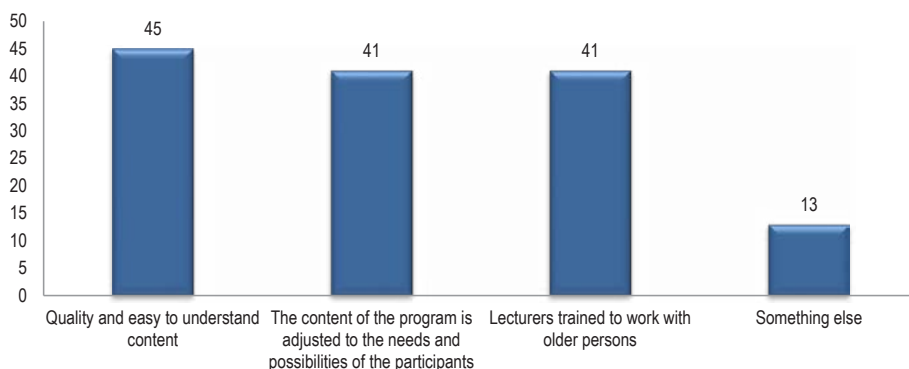 50
45
40
35
30
25
20
15
10
5
0
45
41
41
13
Quality and easy to understand
content
The content of the program is
adjusted to the needs and
possibilities of the participants
Lecturers trained to work with
older persons
Something else